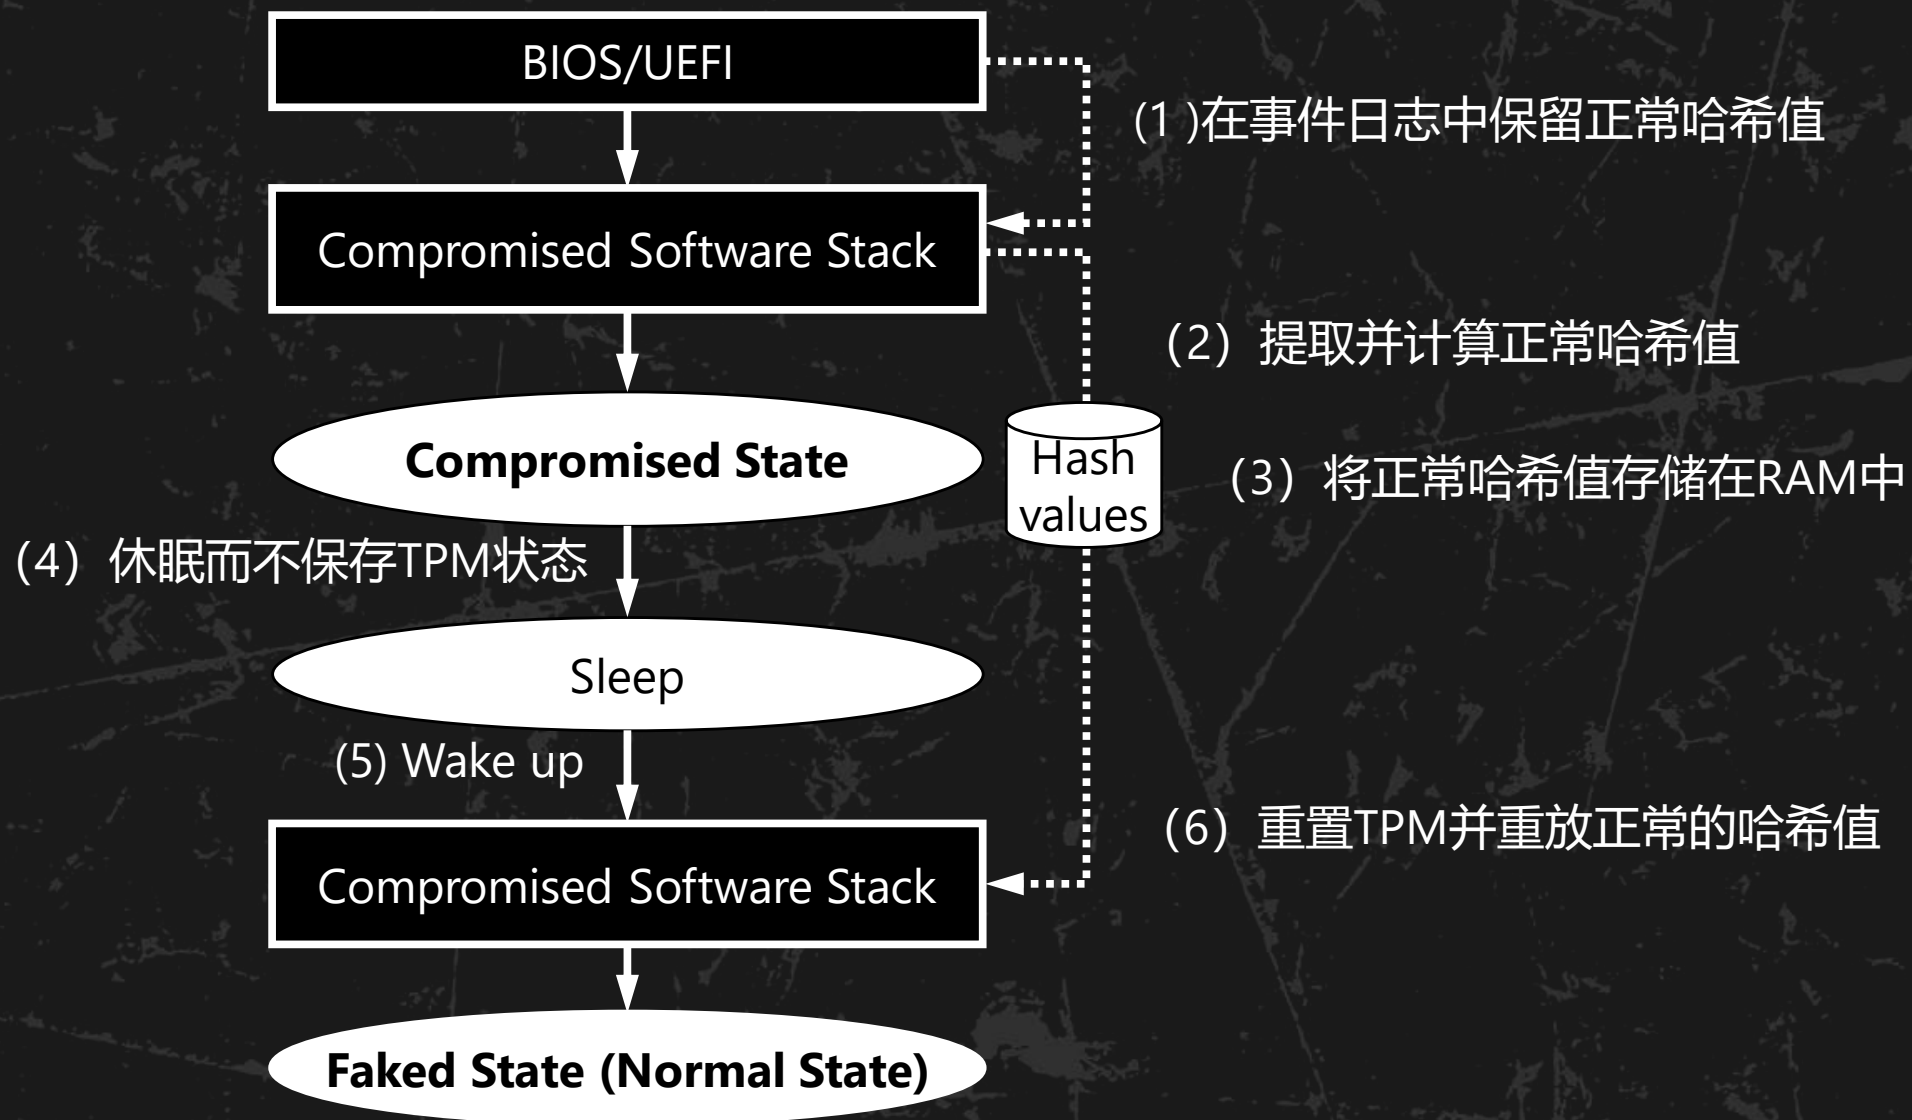 BIOS/UEFI
(1 )在事件日志中保留正常哈希值
Compromised Software Stack
（2）提取并计算正常哈希值
Compromised State
Hash
values
（3）将正常哈希值存储在RAM中
（4）休眠而不保存TPM状态
Sleep
(5) Wake up
（6）重置TPM并重放正常的哈希值
Compromised Software Stack
Faked State (Normal State)